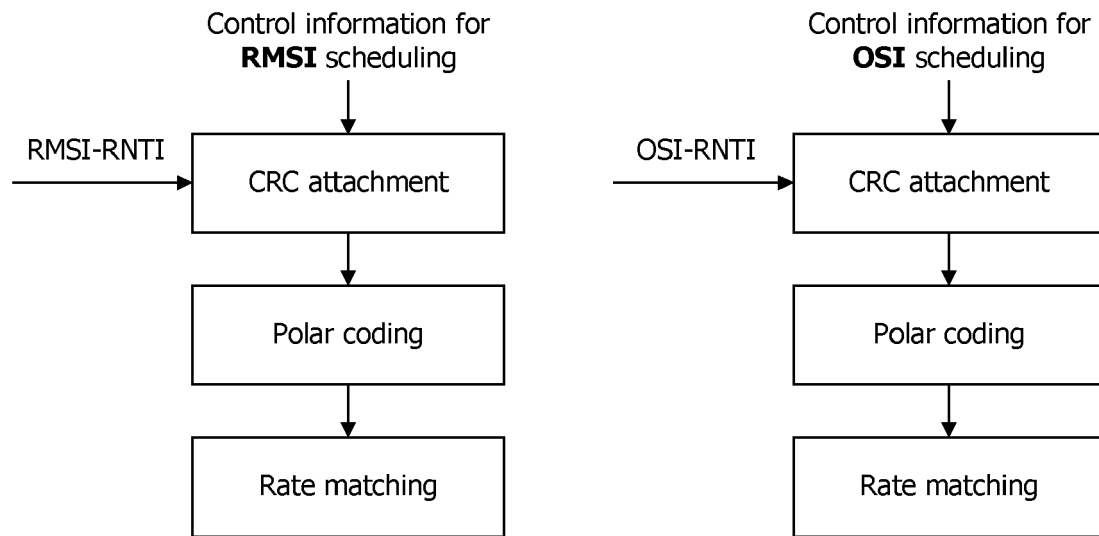 Control information for
RMSI scheduling
RMSI-RNTI
CRC attachment
Polar coding
Rate matching
Control information for
OSI scheduling
OSI-RNTI
CRC attachment
Polar coding
Rate matching